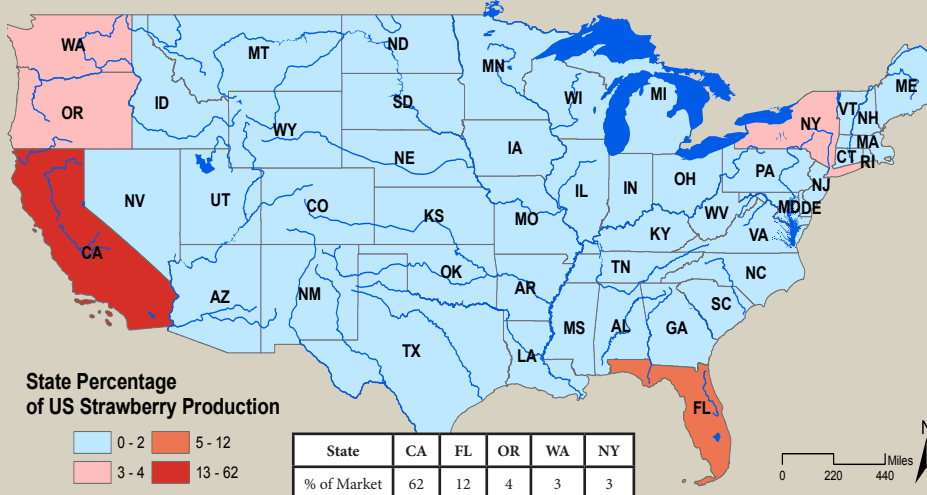 WA
MT
ND
MN
ME
OR
ID
SD
WI
MI
VT
NH
NY
MA
WY
IA
CT
RI
NE
PA
NV
UT
IL
IN
OH
NJ
CO
KS
MO
WV
MD
DE
CA
KY
VA
OK
TN
NC
AZ
NM
AR
SC
MS
AL
GA
TX
LA
FL
State Percentage
of US Strawberry Production
0 - 2
5 - 12
3 - 4
13 - 62
State CA FL OR WA NY
% of Market 62 12 4 3 3
N
Miles
0 220 440